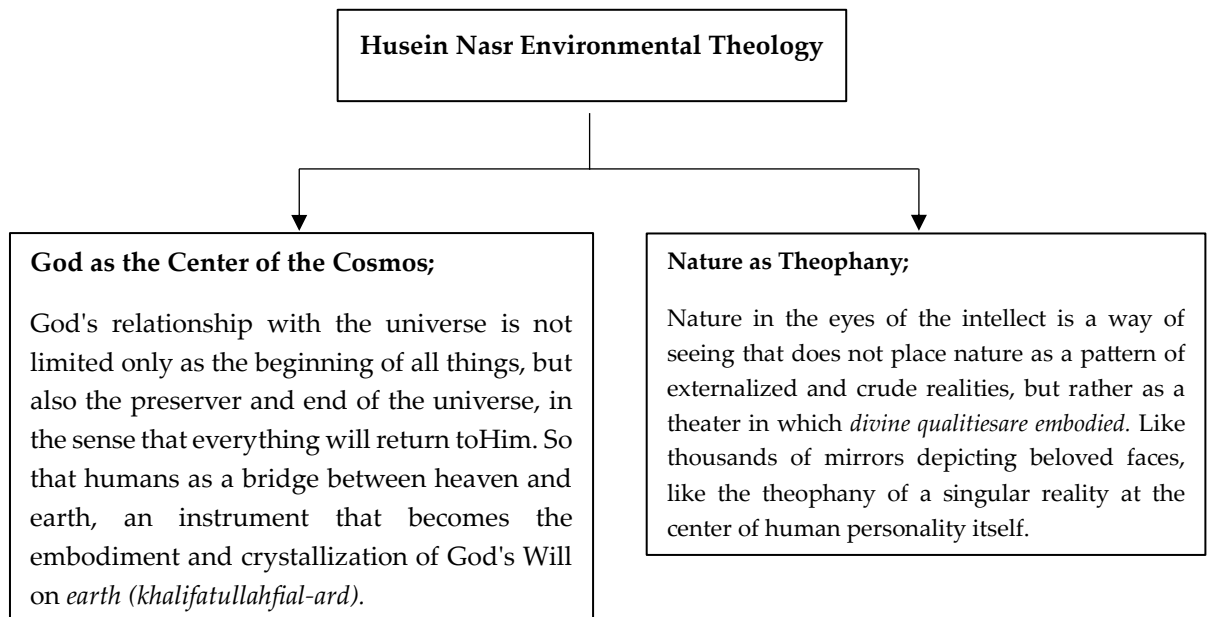 Husein Nasr Environmental Theology
God as the Center of the Cosmos;
God's relationship with the universe is not
limited only as the beginning of all things, but
also the preserver and end of the universe, in
the sense that everything will return toHim. So
that humans as a bridge between heaven and
earth, an instrument that becomes the
embodiment and crystallization of God's Will
on earth (khalifatullahfial-ard).
Nature as Theophany;
Nature in the eyes of the intellect is a way of
seeing that does not place nature as a pattern of
externalized and crude realities, but rather as a
theater in which divine qualitiesare embodied. Like
thousands of mirrors depicting beloved faces,
like the theophany of a singular reality at the
center of human personality itself.